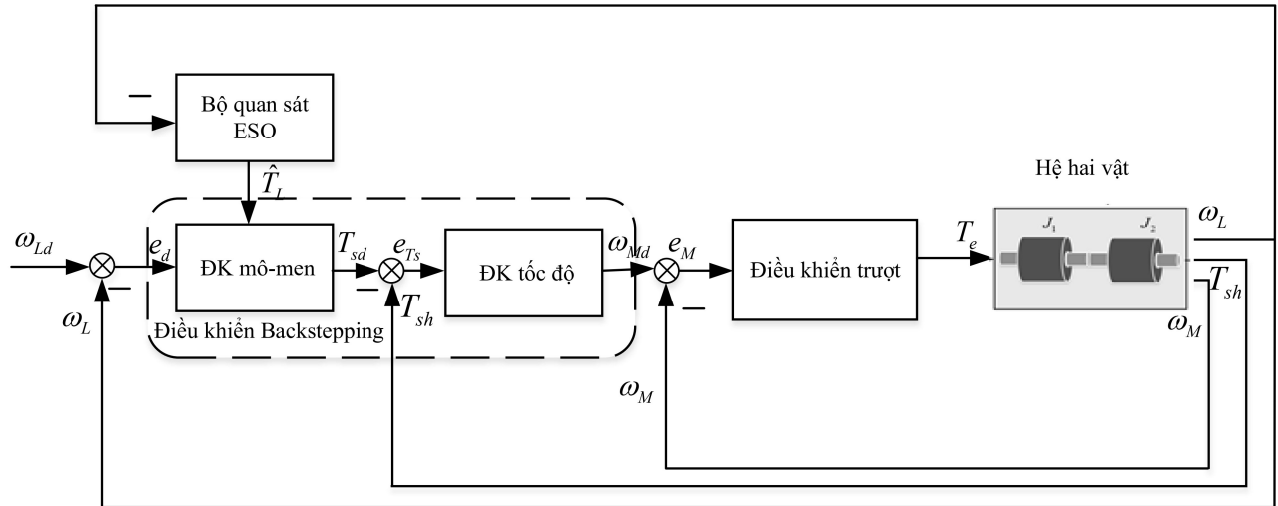 Bộ quan sát
ESO
T̂_L
Hệ hai vật
J_1 J_2
ω_L
ω_Ld
e_d
ĐK mô-men
T_sd
e_Ts
ĐK tốc độ
ω_Md
e_M
Điều khiển trượt
T_e
T_sh
ω_M
ω_L
Điều khiển Backstepping
T_sh
ω_M